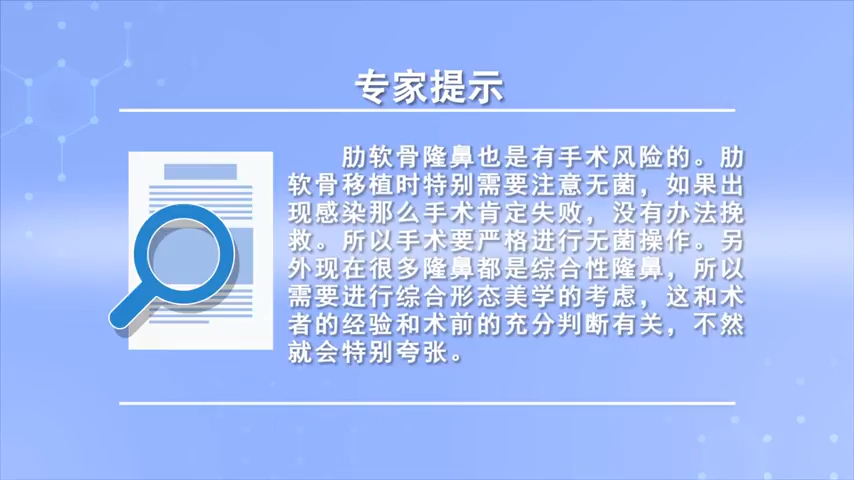 专家提示
肋软骨隆鼻也是有手术风险的。肋
软骨移植时特别需要注意无菌，如果出
现感染那么手术肯定失败，没有办法挽
救。所以手术要严格进行无菌操作。另
外现在很多隆鼻都是综合性隆鼻，所以
需要进行综合形态美学的考虑，这和术
者的经验和术前的充分判断有关，不然
就会特别夸张。